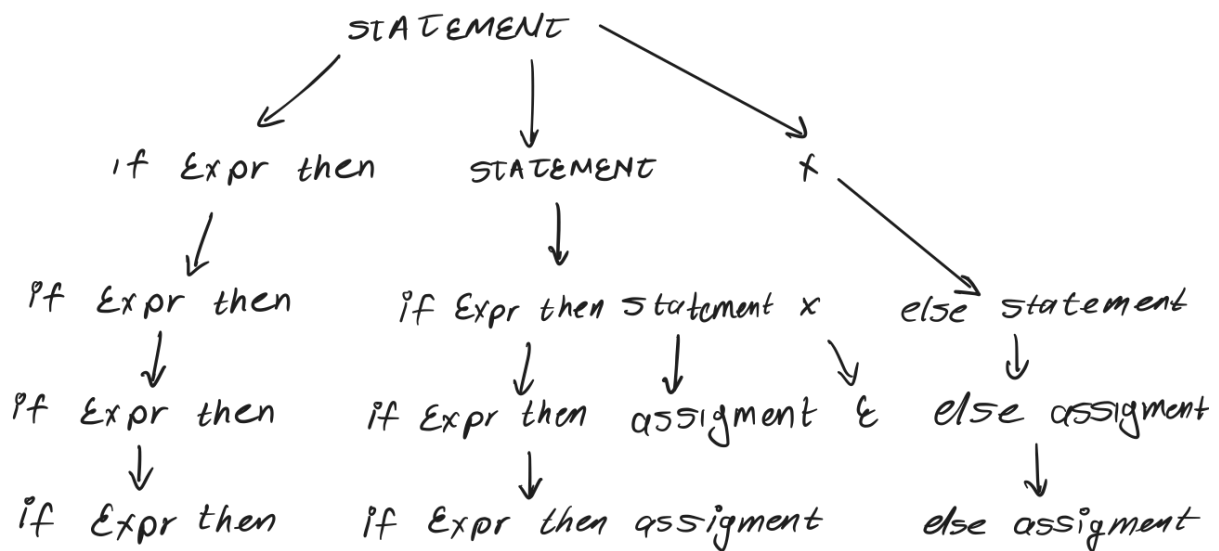 STATEMENT
if Expr then STATEMENT x
if Expr then if Expr then statement x else statement
if Expr then if Expr then assigment ε else assigment
if Expr then if Expr then assigment else assigment